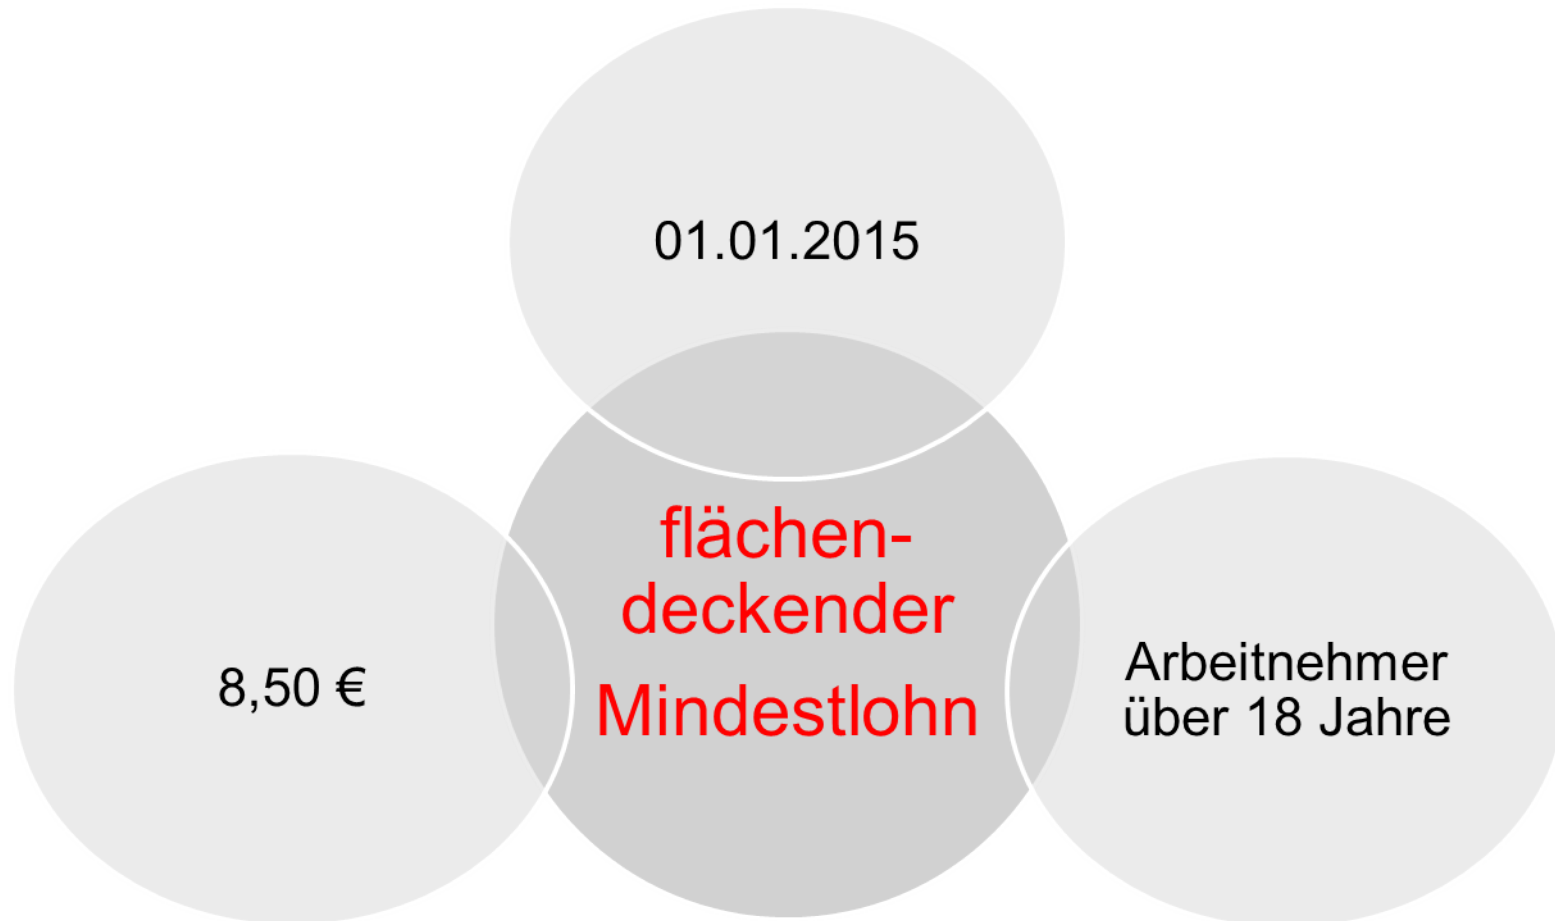 01.01.2015
flächen-
deckender
Mindestlohn
8,50 €
Arbeitnehmer
über 18 Jahre